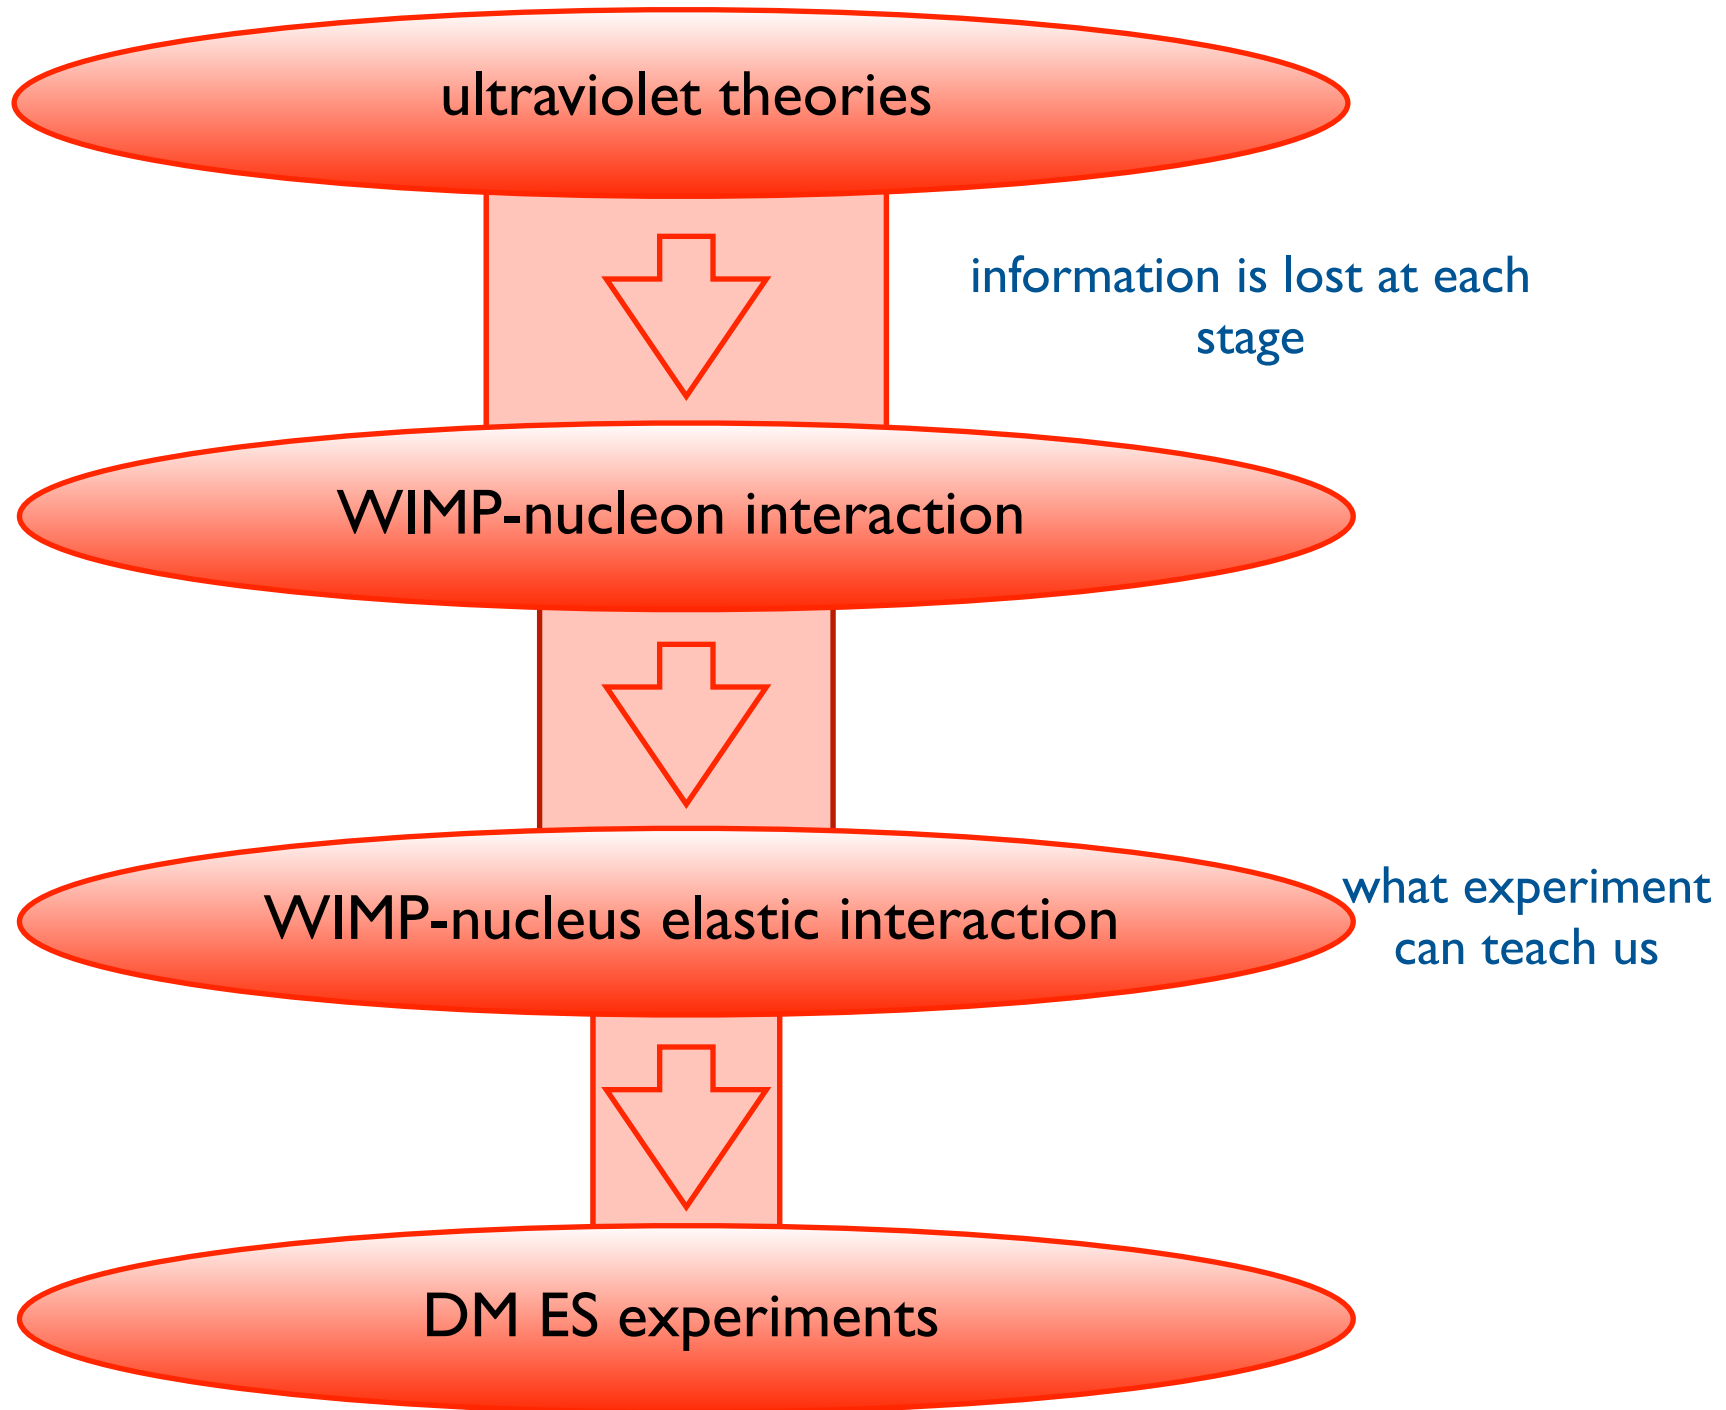 ultraviolet theories
information is lost at each
stage
WIMP-nucleon interaction
WIMP-nucleus elastic interaction
what experiment
can teach us
DM ES experiments